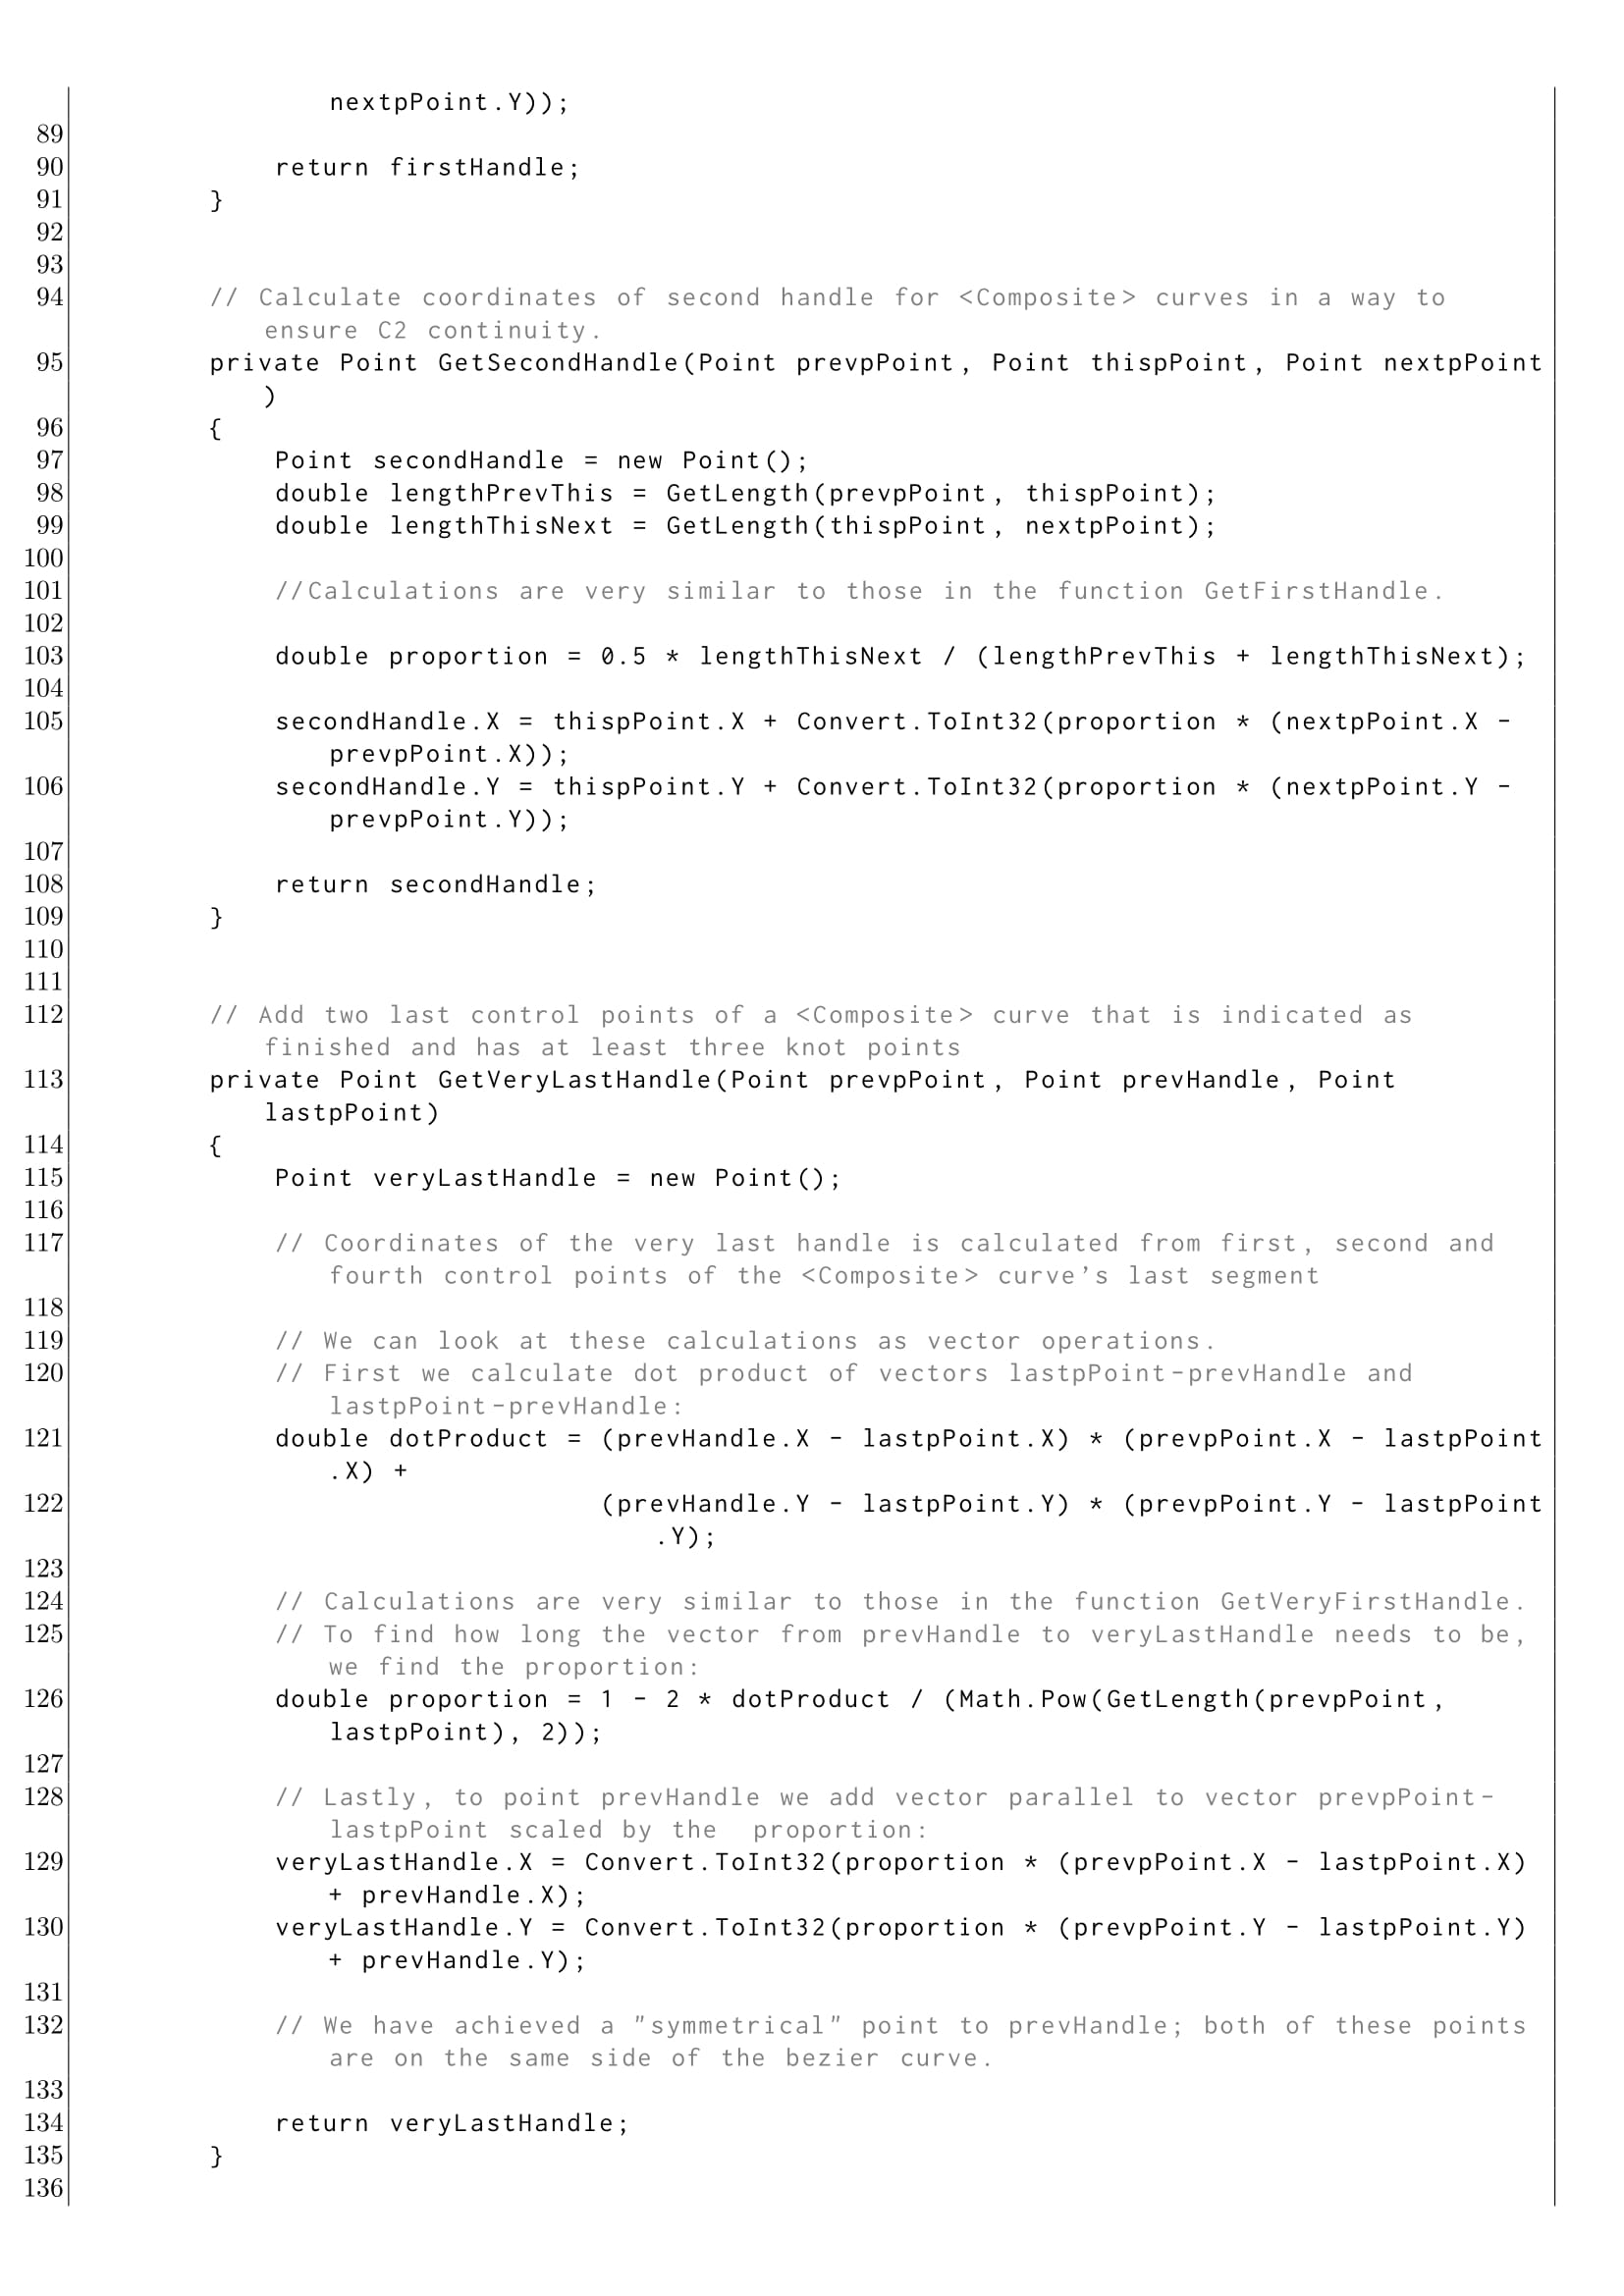 nextpPoint.Y));
89
90 return firstHandle;
91 }
92
93
94 // Calculate coordinates of second handle for <Composite> curves in a way to
ensure C2 continuity.
95 private Point GetSecondHandle(Point prevpPoint, Point thispPoint, Point nextpPoint
)
96 {
97 Point secondHandle = new Point();
98 double lengthPrevThis = GetLength(prevpPoint, thispPoint);
99 double lengthThisNext = GetLength(thispPoint, nextpPoint);
100
101 //Calculations are very similar to those in the function GetFirstHandle.
102
103 double proportion = 0.5 * lengthThisNext / (lengthPrevThis + lengthThisNext);
104
105 secondHandle.X = thispPoint.X + Convert.ToInt32(proportion * (nextpPoint.X -
prevpPoint.X));
106 secondHandle.Y = thispPoint.Y + Convert.ToInt32(proportion * (nextpPoint.Y -
prevpPoint.Y));
107
108 return secondHandle;
109 }
110
111
112 // Add two last control points of a <Composite> curve that is indicated as
finished and has at least three knot points
113 private Point GetVeryLastHandle(Point prevpPoint, Point prevHandle, Point
lastpPoint)
114 {
115 Point veryLastHandle = new Point();
116
117 // Coordinates of the very last handle is calculated from first, second and
fourth control points of the <Composite> curve's last segment
118
119 // We can look at these calculations as vector operations.
120 // First we calculate dot product of vectors lastpPoint-prevHandle and
lastpPoint-prevHandle:
121 double dotProduct = (prevHandle.X - lastpPoint.X) * (prevpPoint.X - lastpPoint
.X) +
122 (prevHandle.Y - lastpPoint.Y) * (prevpPoint.Y - lastpPoint
.Y);
123
124 // Calculations are very similar to those in the function GetVeryFirstHandle.
125 // To find how long the vector from prevHandle to veryLastHandle needs to be,
we find the proportion:
126 double proportion = 1 - 2 * dotProduct / (Math.Pow(GetLength(prevpPoint,
lastpPoint), 2));
127
128 // Lastly, to point prevHandle we add vector parallel to vector prevpPoint-
lastpPoint scaled by the  proportion:
129 veryLastHandle.X = Convert.ToInt32(proportion * (prevpPoint.X - lastpPoint.X)
+ prevHandle.X);
130 veryLastHandle.Y = Convert.ToInt32(proportion * (prevpPoint.Y - lastpPoint.Y)
+ prevHandle.Y);
131
132 // We have achieved a "symmetrical" point to prevHandle; both of these points
are on the same side of the bezier curve.
133
134 return veryLastHandle;
135 }
136